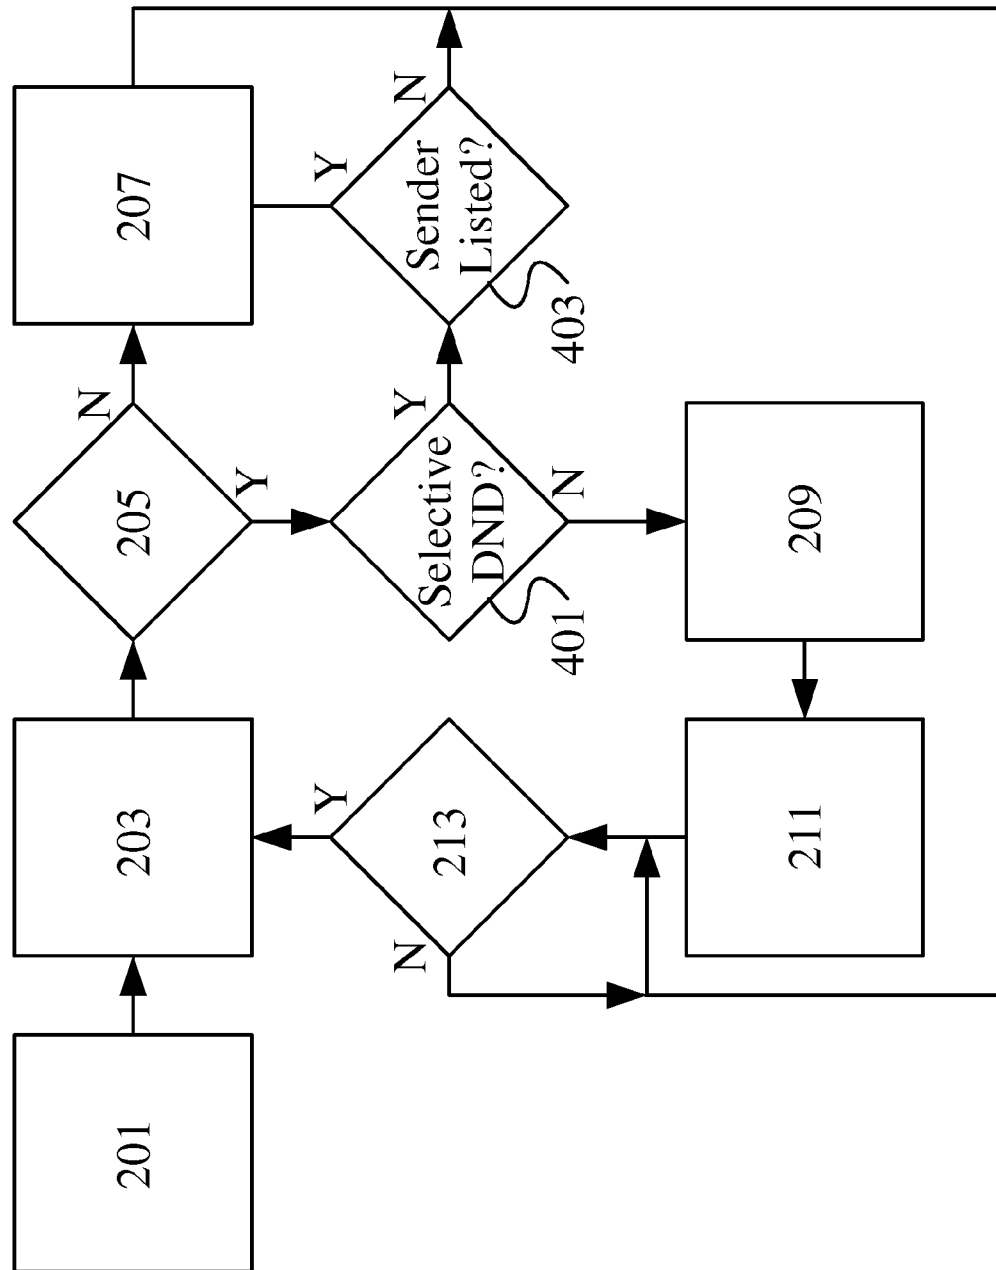 N
201
203
205
207
Y
Y
Y
N
Y
N
213
Selective
DND?
Sender
Listed?
401
N
403
211
209